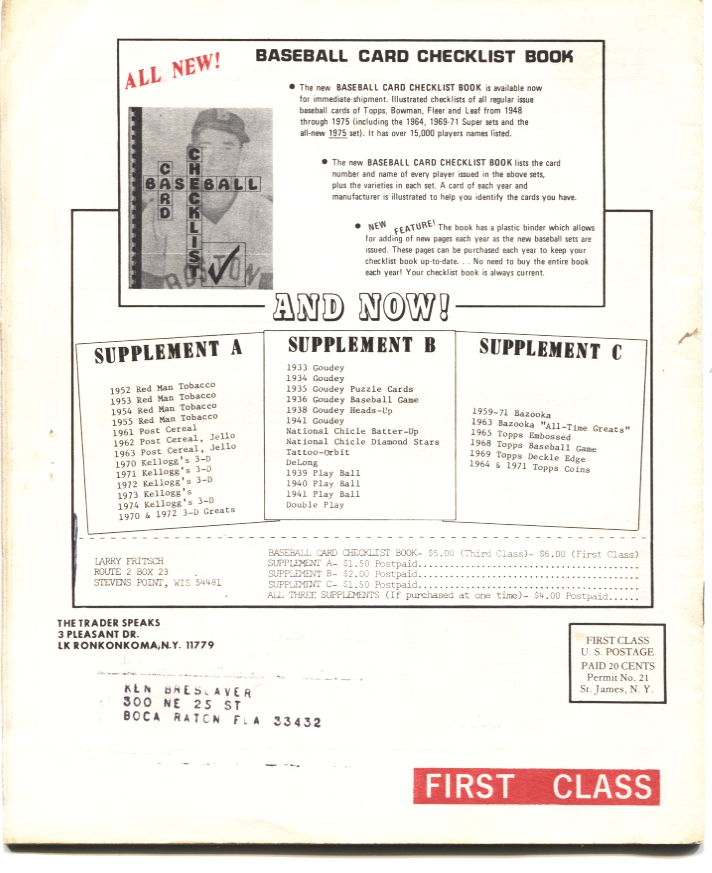 ALL NEW!
BASEBALL CARD CHECKLIST BOOK
● The new BASEBALL CARD CHECKLIST BOOK is available now
for immediate shipment. Illustrated checklists of all regular issue
baseball cards of Topps, Bowman, Fleer and Leaf from 1948
through 1975 (including the 1964, 1969-71 Super sets and the
all-new 1975 set). It has over 15,000 players names listed.
BASEBALL
CARD
CHECKLIST
BOSTON
● The new BASEBALL CARD CHECKLIST BOOK lists the card
number and name of every player issued in the above sets,
plus the varieties in each set. A card of each year and
manufacturer is illustrated to help you identify the cards you have.
● NEW FEATURE! The book has a plastic binder which allows
for adding of new pages each year as the new baseball sets are
issued. These pages can be purchased each year to keep your
checklist book up-to-date. . . No need to buy the entire book
each year! Your checklist book is always current.
AND NOW!
SUPPLEMENT A
1952 Red Man Tobacco
1953 Red Man Tobacco
1954 Red Man Tobacco
1955 Red Man Tobacco
1961 Post Cereal
1962 Post Cereal, Jello
1963 Post Cereal, Jello
1970 Kellogg's 3-D
1971 Kellogg's 3-D
1972 Kellogg's 3-D
1973 Kellogg's
1974 Kellogg's 3-D
1970 & 1972 3-D Greats
SUPPLEMENT B
1933 Goudey
1934 Goudey
1935 Goudey Puzzle Cards
1936 Goudey Baseball Game
1938 Goudey Heads-Up
1941 Goudey
National Chicle Batter-Up
National Chicle Diamond Stars
Tattoo-Orbit
DeLong
1939 Play Ball
1940 Play Ball
1941 Play Ball
Double Play
SUPPLEMENT C
1959-71 Bazooka
1963 Bazooka "All-Time Greats"
1965 Topps Embossed
1968 Topps Baseball Game
1969 Topps Deckle Edge
1964 & 1971 Topps Coins
LARRY FRITSCH
ROUTE 2 BOX 23
STEVENS POINT, WIS 54481
BASEBALL CARD CHECKLIST BOOK- $5.00 (Third Class)- $6.00 (First Class)
SUPPLEMENT A- $1.50 Postpaid......................................
SUPPLEMENT B- $2.00 Postpaid......................................
SUPPLEMENT C- $1.50 Postpaid......................................
ALL THREE SUPPLEMENTS (If purchased at one time)- $4.00 Postpaid......
THE TRADER SPEAKS
3 PLEASANT DR.
LK RONKONKOMA, N.Y. 11779
FIRST CLASS
U. S. POSTAGE
PAID 20 CENTS
Permit No. 21
St. James, N. Y.
KEN BRESLAVER
300 NE 25 ST
BOCA RATON FLA 33432
FIRST CLASS